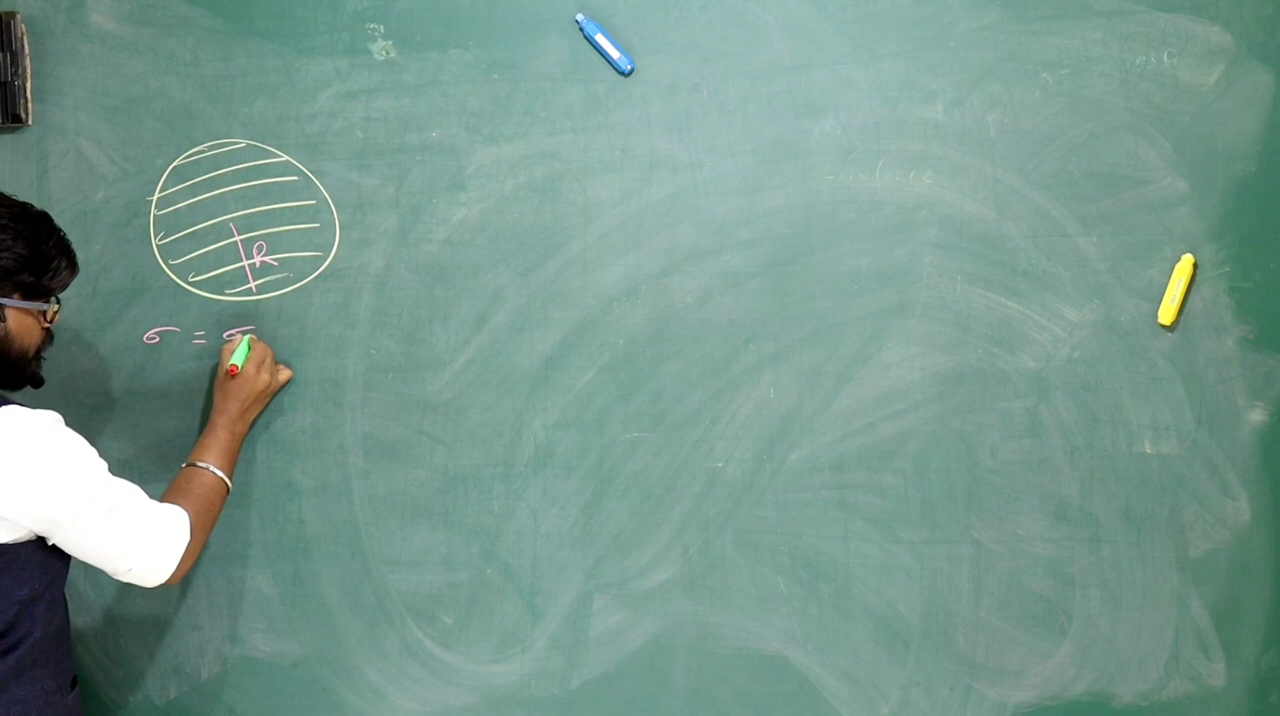 R
σ = σ